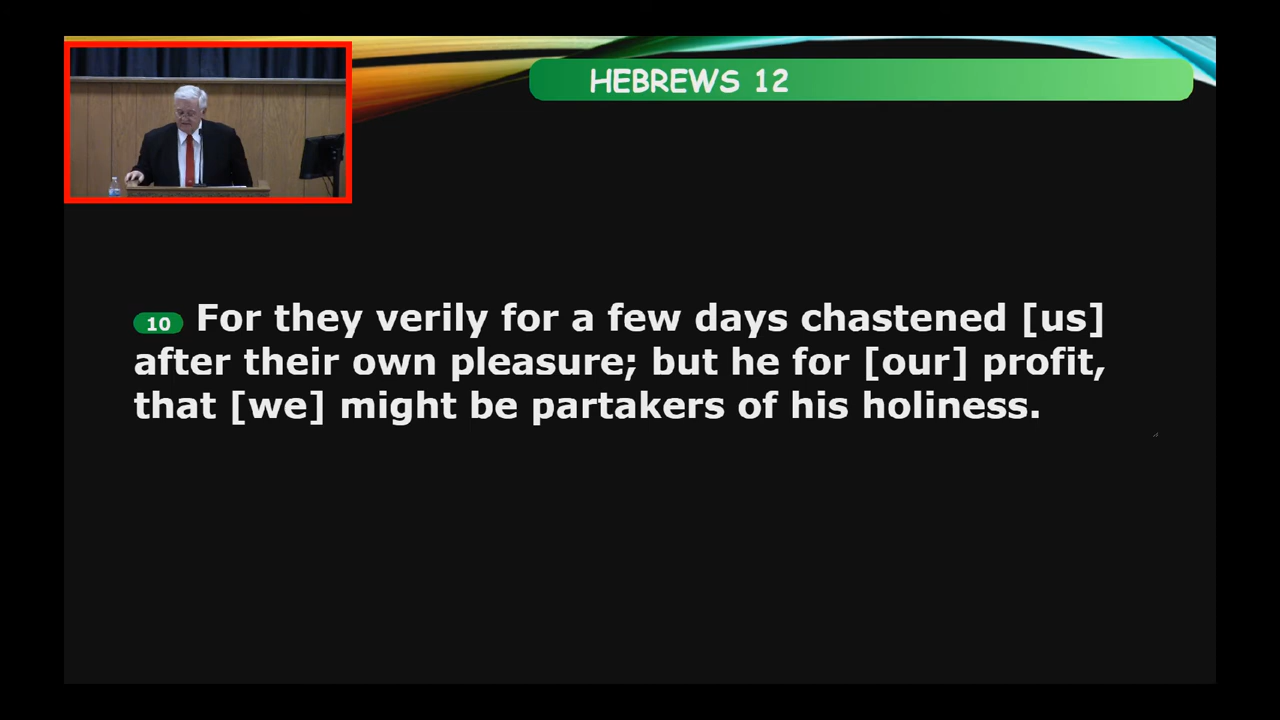 HEBREWS 12
10 For they verily for a few days chastened [us]
after their own pleasure; but he for [our] profit,
that [we] might be partakers of his holiness.